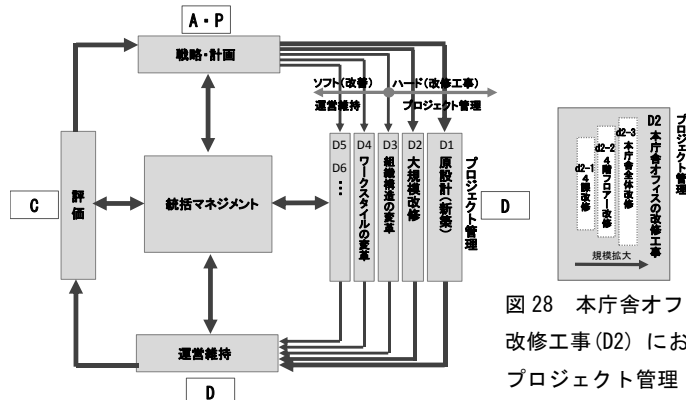 A・P
戦略・計画
ソフト(改善)
ハード(改修工事)
運営維持
プロジェクト管理
C
評価
統括マネジメント
D5
D6
…
D4
ワークスタイルの変革
D3
組織構造の変革
D2
大規模改修
D1
原設計(新築)
プロジェクト管理
D
運営維持
D
d2-1
4隅改修
d2-2
4階フロアー改修
d2-3
本庁舎全体改修
D2
本庁舎オフィスの改修工事
プロジェクト管理
規模拡大
図 28 本庁舎オフ
改修工事(D2) にお
プロジェクト管理